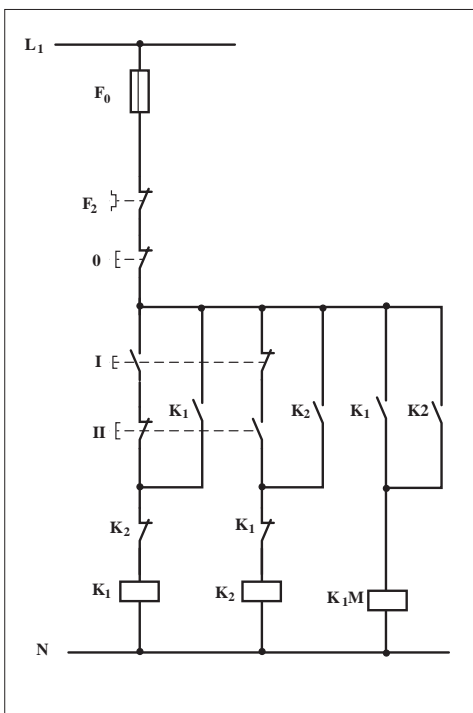 L₁
F₀
F₂
0
I
K₁ K₂ K₁ K2
II
K₂ K₁
K₁ K₂ K₁M
N